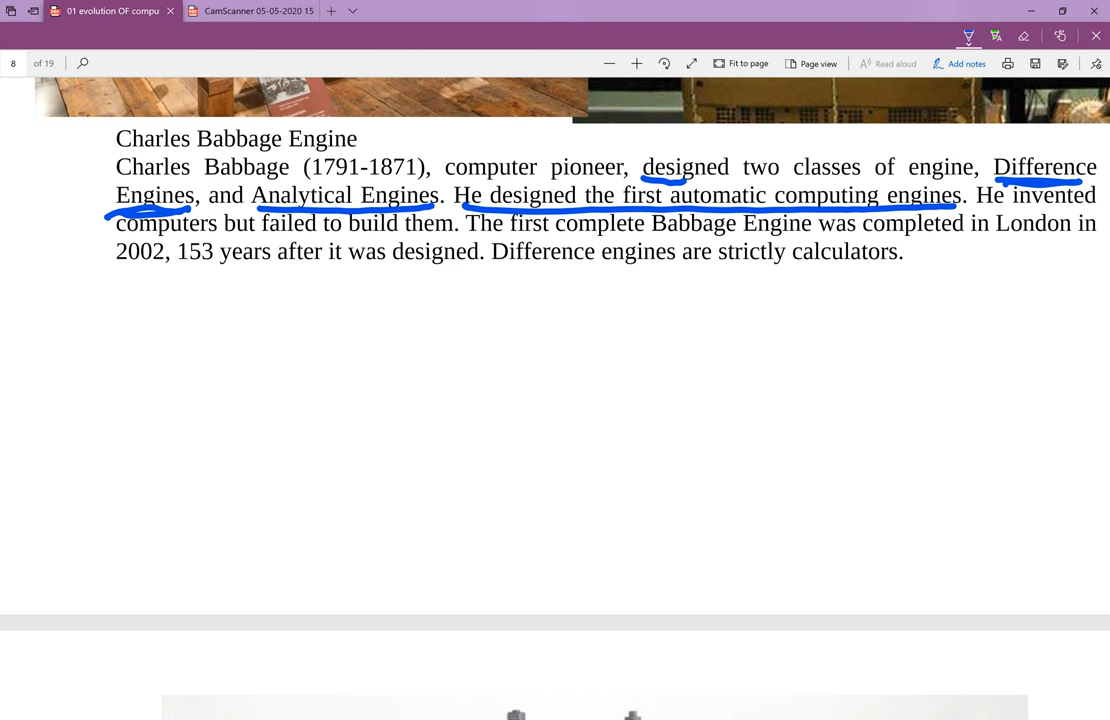 01 evolution OF compu
CamScanner 05-05-2020 15
8 of 19
Fit to page
Page view
Read aloud
Add notes
Charles Babbage Engine
Charles Babbage (1791-1871), computer pioneer, designed two classes of engine, Difference
Engines, and Analytical Engines. He designed the first automatic computing engines. He invented
computers but failed to build them. The first complete Babbage Engine was completed in London in
2002, 153 years after it was designed. Difference engines are strictly calculators.